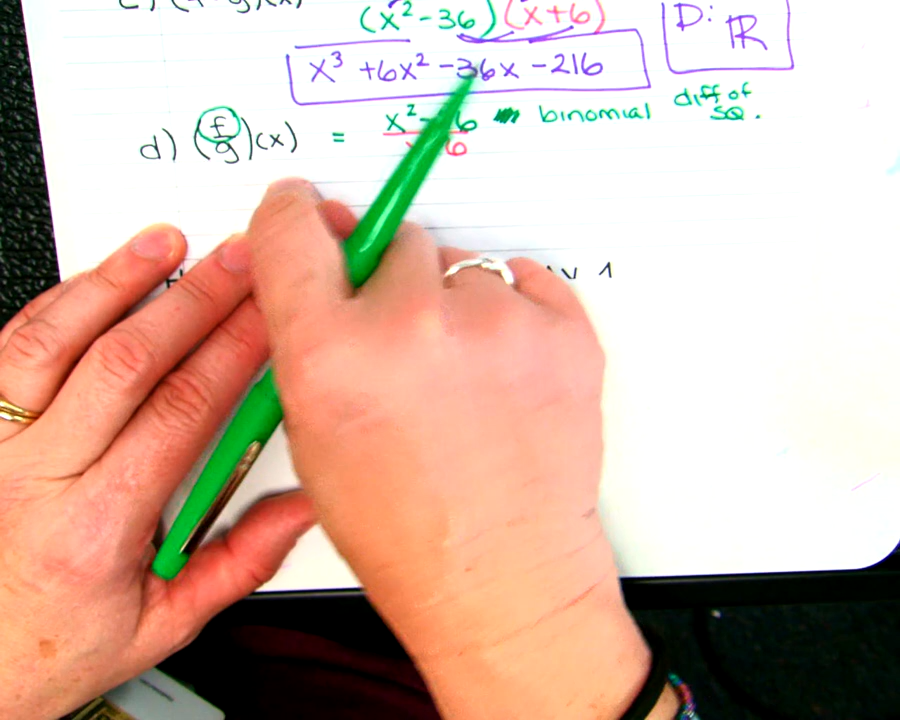 (x² - 36)(x + 6)
x³ + 6x² - 36x - 216
D: ℝ
d) (f/g)(x) = binomial diff of SQ.